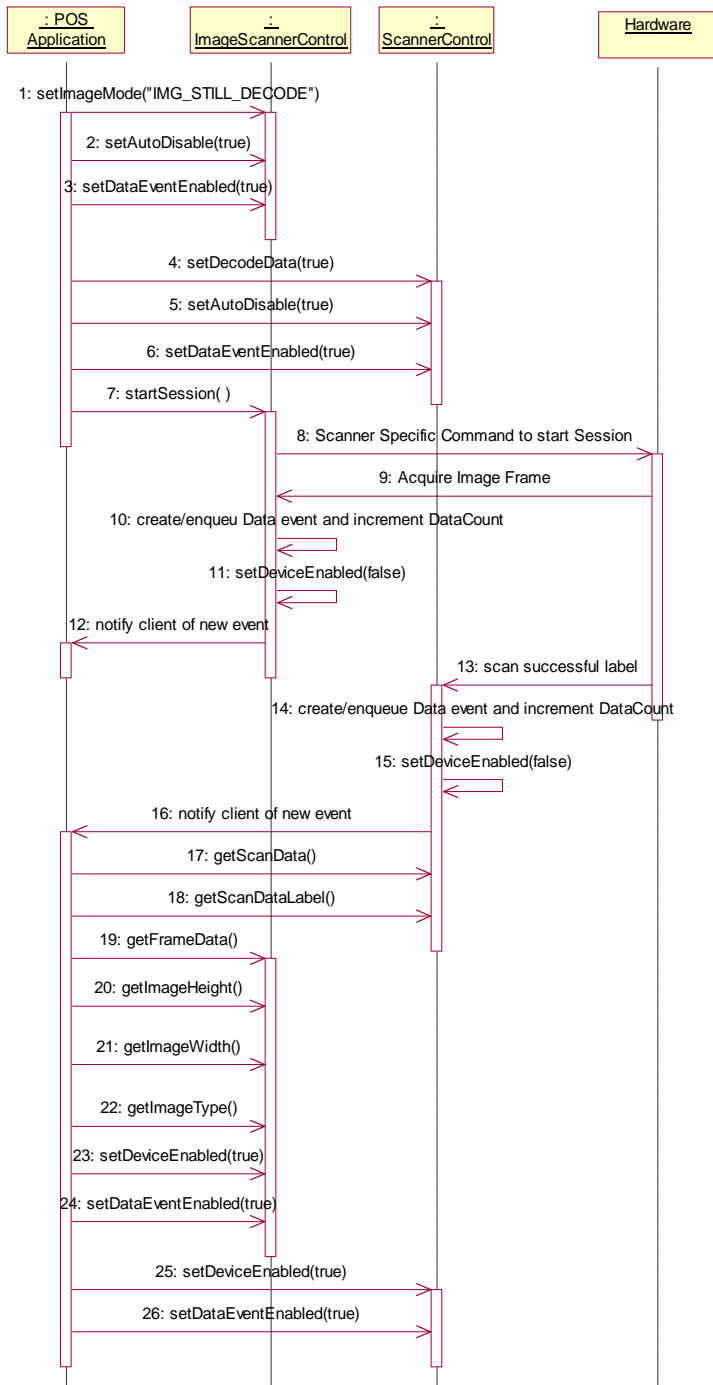 : POS
Application
:
ImageScannerControl
:
ScannerControl
Hardware
1: setImageMode("IMG_STILL_DECODE")
2: setAutoDisable(true)
3: setDataEventEnabled(true)
4: setDecodeData(true)
5: setAutoDisable(true)
6: setDataEventEnabled(true)
7: startSession( )
8: Scanner Specific Command to start Session
9: Acquire Image Frame
10: create/enqueu Data event and increment DataCount
11: setDeviceEnabled(false)
12: notify client of new event
13: scan successful label
14: create/enqueue Data event and increment DataCount
15: setDeviceEnabled(false)
16: notify client of new event
17: getScanData()
18: getScanDataLabel()
19: getFrameData()
20: getImageHeight()
21: getImageWidth()
22: getImageType()
23: setDeviceEnabled(true)
24: setDataEventEnabled(true)
25: setDeviceEnabled(true)
26: setDataEventEnabled(true)